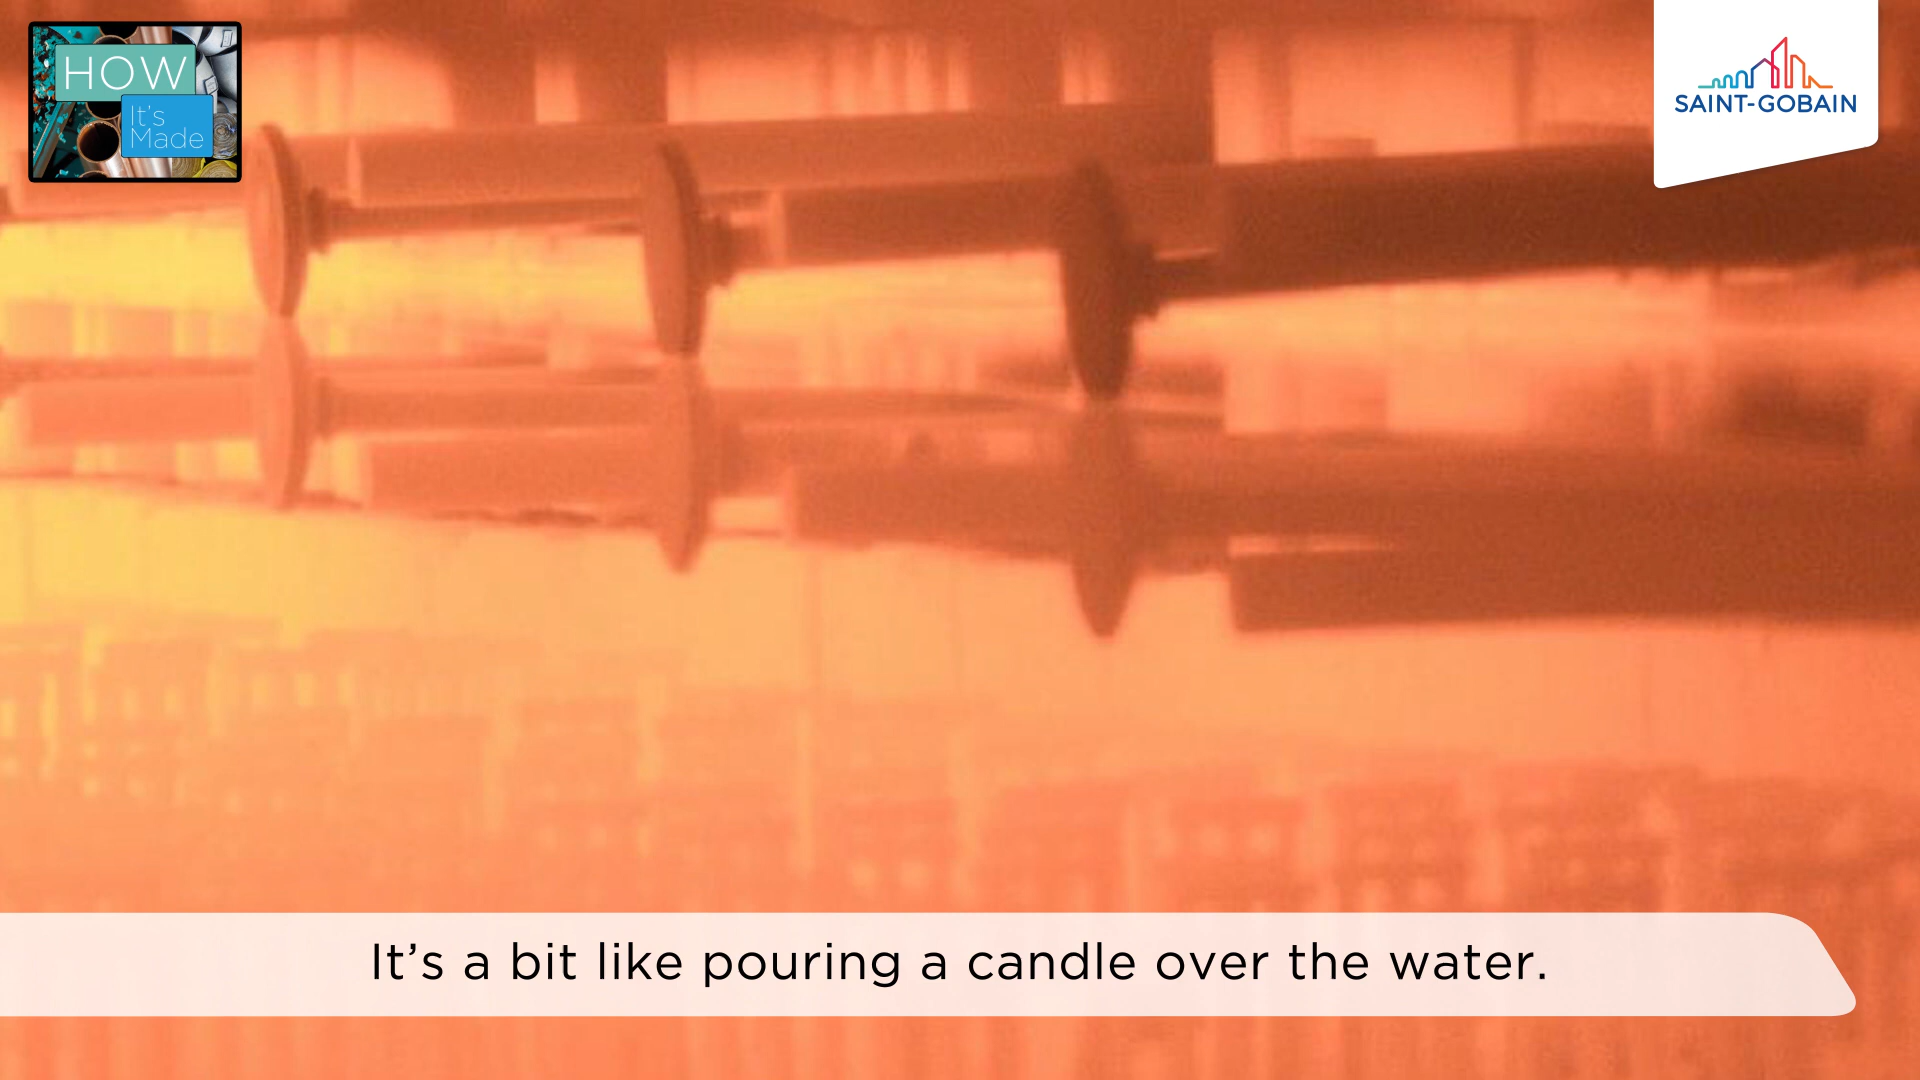 HOW
It's
Made
SAINT-GOBAIN
It’s a bit like pouring a candle over the water.